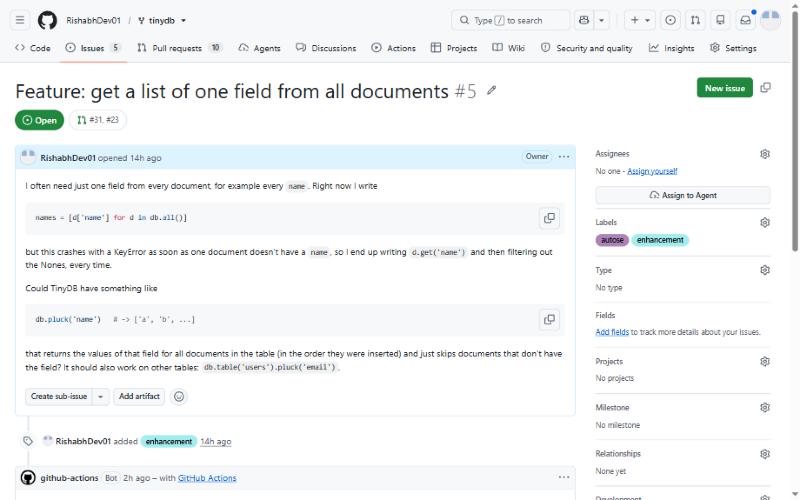 RishabhDev01 / tinydb
Type / to search
Code
Issues 5
Pull requests 10
Agents
Discussions
Actions
Projects
Wiki
Security and quality
Insights
Settings
Feature: get a list of one field from all documents #5
New issue
Open
#31, #23
RishabhDev01 opened 14h ago
Owner
I often need just one field from every document, for example every name. Right now I write
names = [d['name'] for d in db.all()]
but this crashes with a KeyError as soon as one document doesn't have a name, so I end up writing d.get('name') and then filtering out
the Nones, every time.
Could TinyDB have something like
db.pluck('name') # -> ['a', 'b', ...]
that returns the values of that field for all documents in the table (in the order they were inserted) and just skips documents that don't have
the field? It should also work on other tables: db.table('users').pluck('email').
Create sub-issue
Add artifact
RishabhDev01 added enhancement 14h ago
github-actions Bot 2h ago – with GitHub Actions
Assignees
No one - Assign yourself
Assign to Agent
Labels
autose enhancement
Type
No type
Fields
Add fields to track more details about your issue.
Projects
No projects
Milestone
No milestone
Relationships
None yet
Development